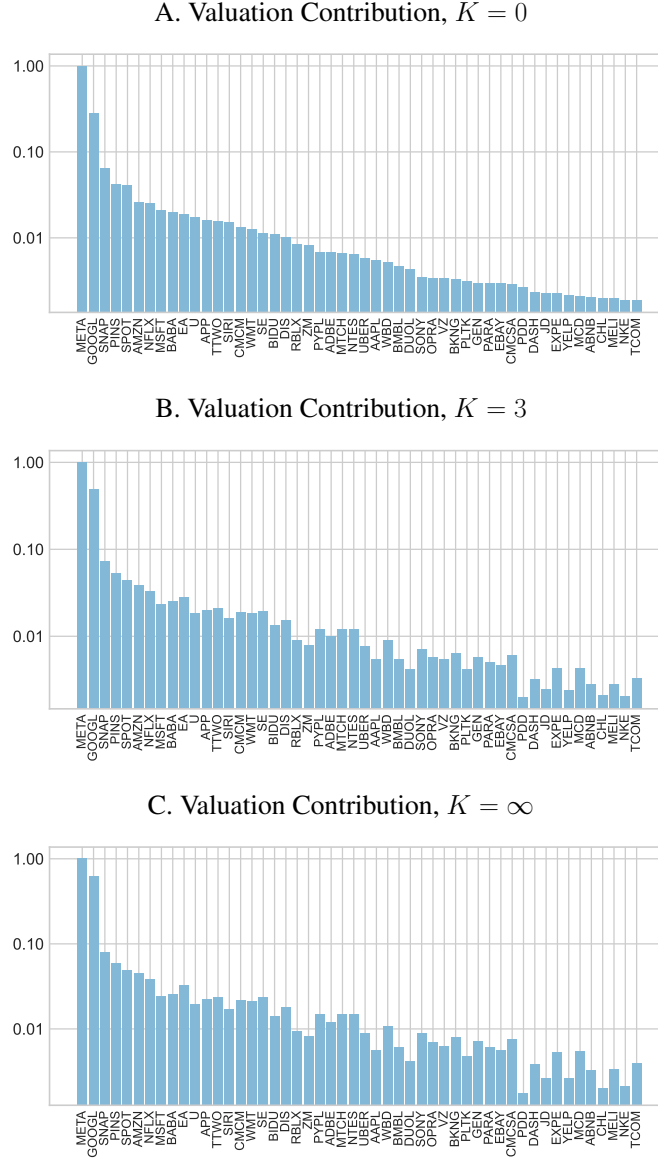 A. Valuation Contribution, K = 0
1.00
0.10
0.01
META GOOGL SNAP PINS SPOT AMZN NFLX MSFT BABA EA U APP TTWO SIRI CMCM WMT SE BIDU DIS RBLX ZM PYPL ADBE MTCH NTES UBER AAPL WBD BMBL DUOL SONY OPRA VZ BKNG PLTK GEN PARA EBAY CMCSA PDD DASH JD EXPE YELP MCD ABNB CHL MELI NKE TCOM
B. Valuation Contribution, K = 3
1.00
0.10
0.01
META GOOGL SNAP PINS SPOT AMZN NFLX MSFT BABA EA U APP TTWO SIRI CMCM WMT SE BIDU DIS RBLX ZM PYPL ADBE MTCH NTES UBER AAPL WBD BMBL DUOL SONY OPRA VZ BKNG PLTK GEN PARA EBAY CMCSA PDD DASH JD EXPE YELP MCD ABNB CHL MELI NKE TCOM
C. Valuation Contribution, K = ∞
1.00
0.10
0.01
META GOOGL SNAP PINS SPOT AMZN NFLX MSFT BABA EA U APP TTWO SIRI CMCM WMT SE BIDU DIS RBLX ZM PYPL ADBE MTCH NTES UBER AAPL WBD BMBL DUOL SONY OPRA VZ BKNG PLTK GEN PARA EBAY CMCSA PDD DASH JD EXPE YELP MCD ABNB CHL MELI NKE TCOM